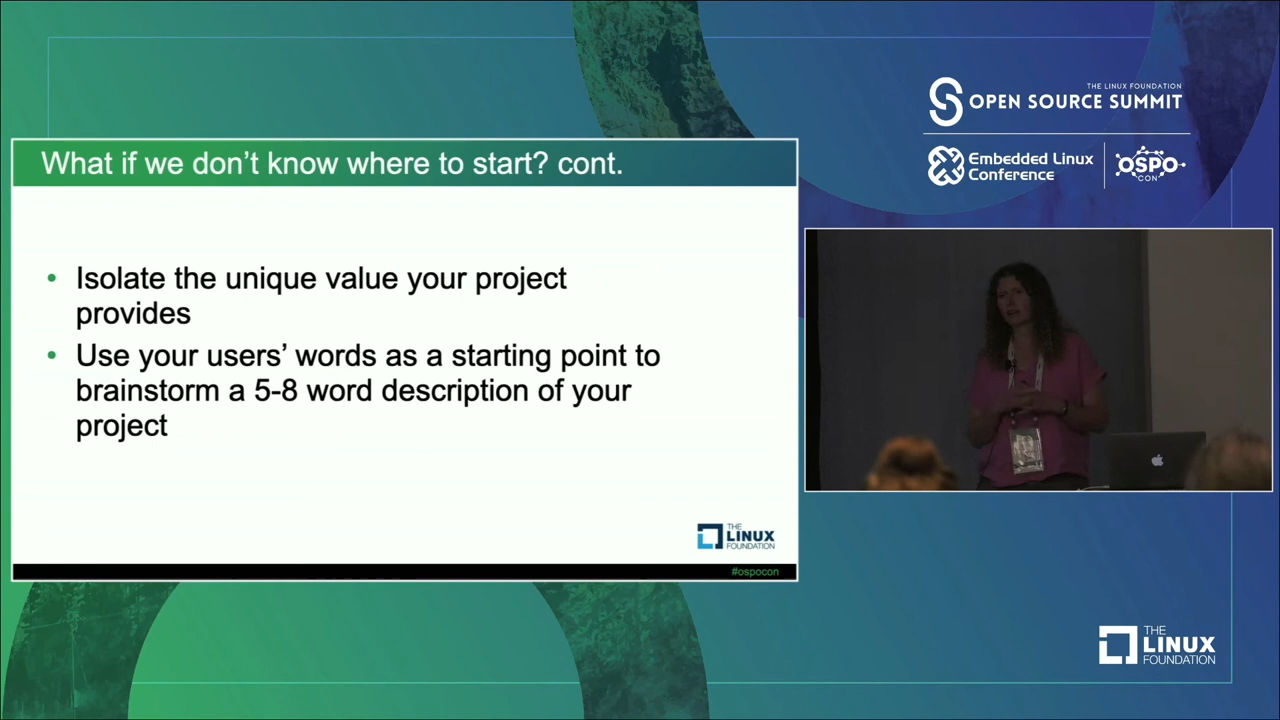 THE LINUX FOUNDATION
OPEN SOURCE SUMMIT
Embedded Linux
Conference
OSPO
CON
What if we don't know where to start? cont.
• Isolate the unique value your project
provides
• Use your users' words as a starting point to
brainstorm a 5-8 word description of your
project
THE
LINUX
FOUNDATION
#ospocon
THE
LINUX
FOUNDATION